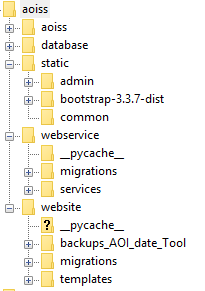 aoiss
aoiss
database
static
admin
bootstrap-3.3.7-dist
common
webservice
__pycache__
migrations
services
website
__pycache__
backups_AOI_date_Tool
migrations
templates